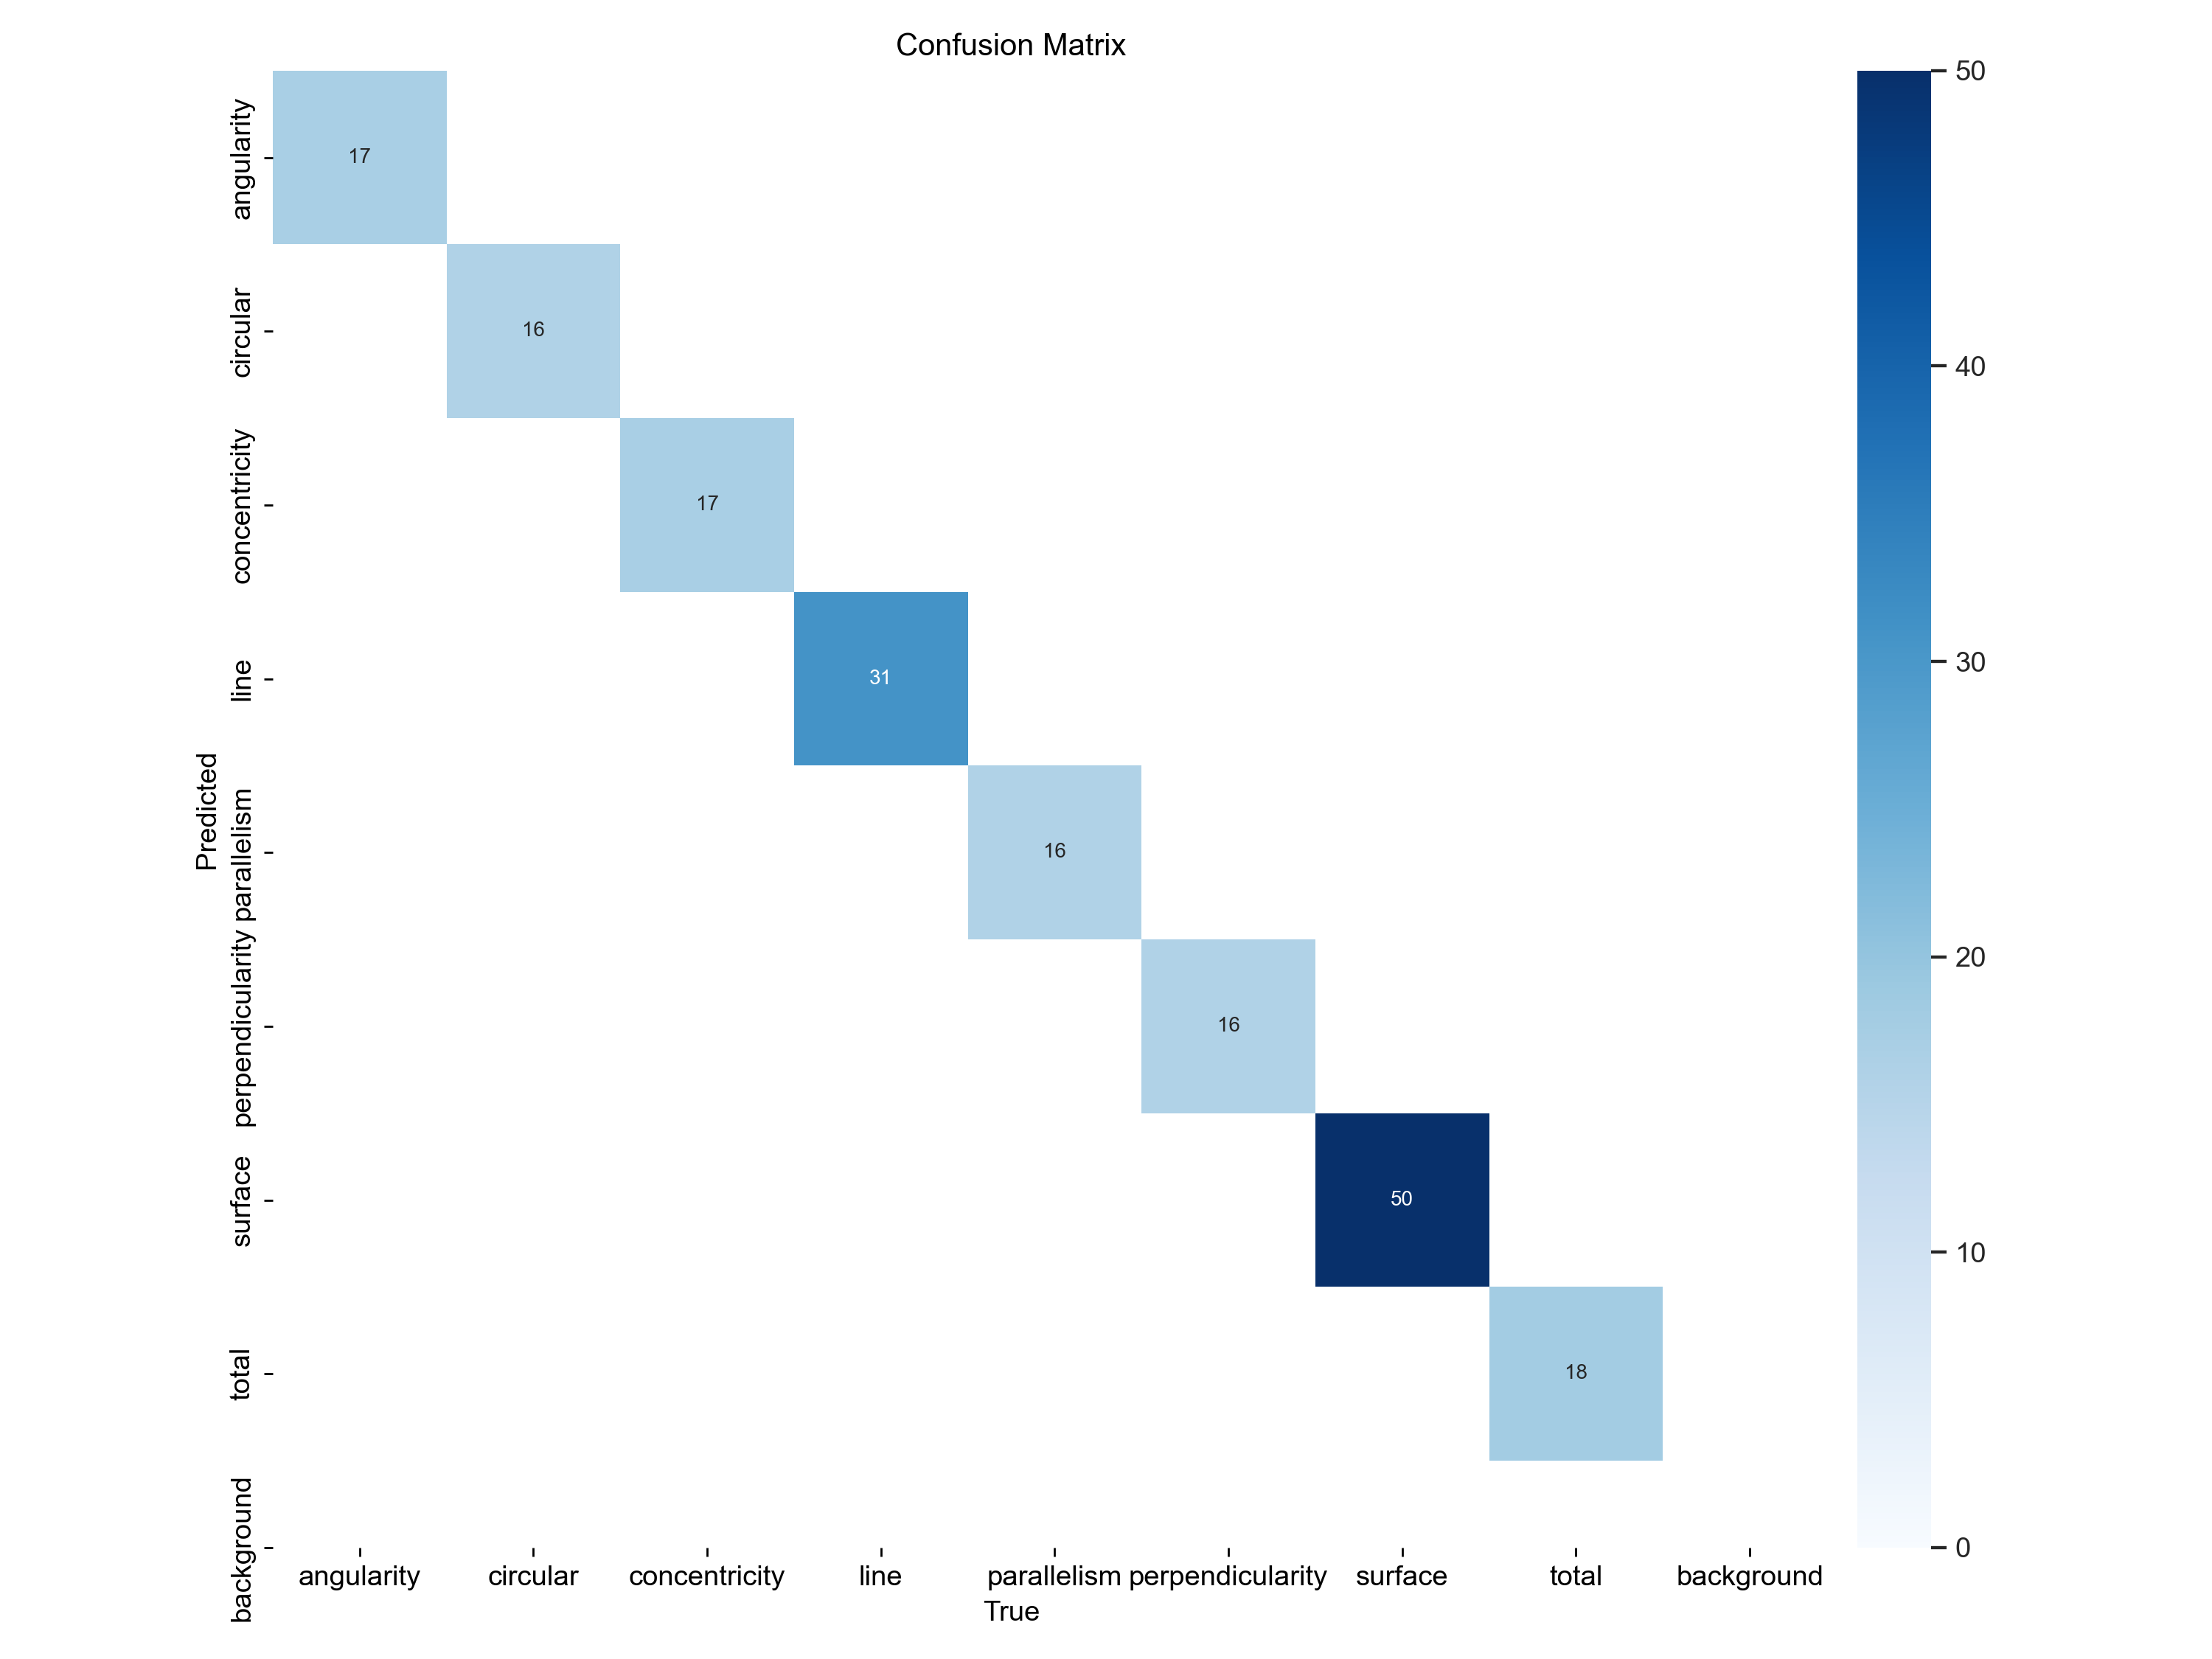 Confusion Matrix
Predicted
angularity
17
circular
16
concentricity
17
line
31
parallelism
16
perpendicularity
16
surface
50
total
18
background
angularity circular concentricity line parallelism perpendicularity surface total background
True
50
40
30
20
10
0